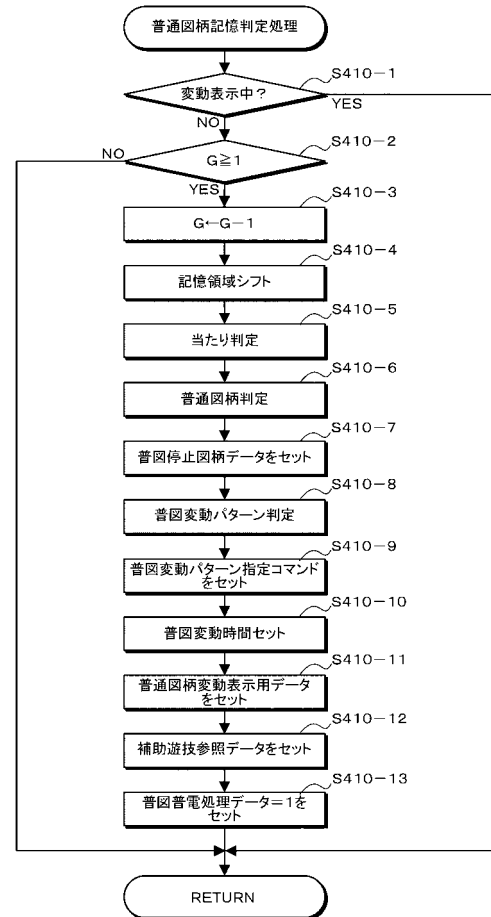 普通図柄記憶判定処理
S410-1
変動表示中?
YES
NO
S410-2
NO
G≧1
YES
S410-3
G←G-1
S410-4
記憶領域シフト
S410-5
当たり判定
S410-6
普通図柄判定
S410-7
普図停止図柄データをセット
S410-8
普図変動パターン判定
S410-9
普図変動パターン指定コマンド
をセット
S410-10
普図変動時間セット
S410-11
普通図柄変動表示用データ
をセット
S410-12
補助遊技参照データをセット
S410-13
普図普電処理データ=1を
セット
RETURN